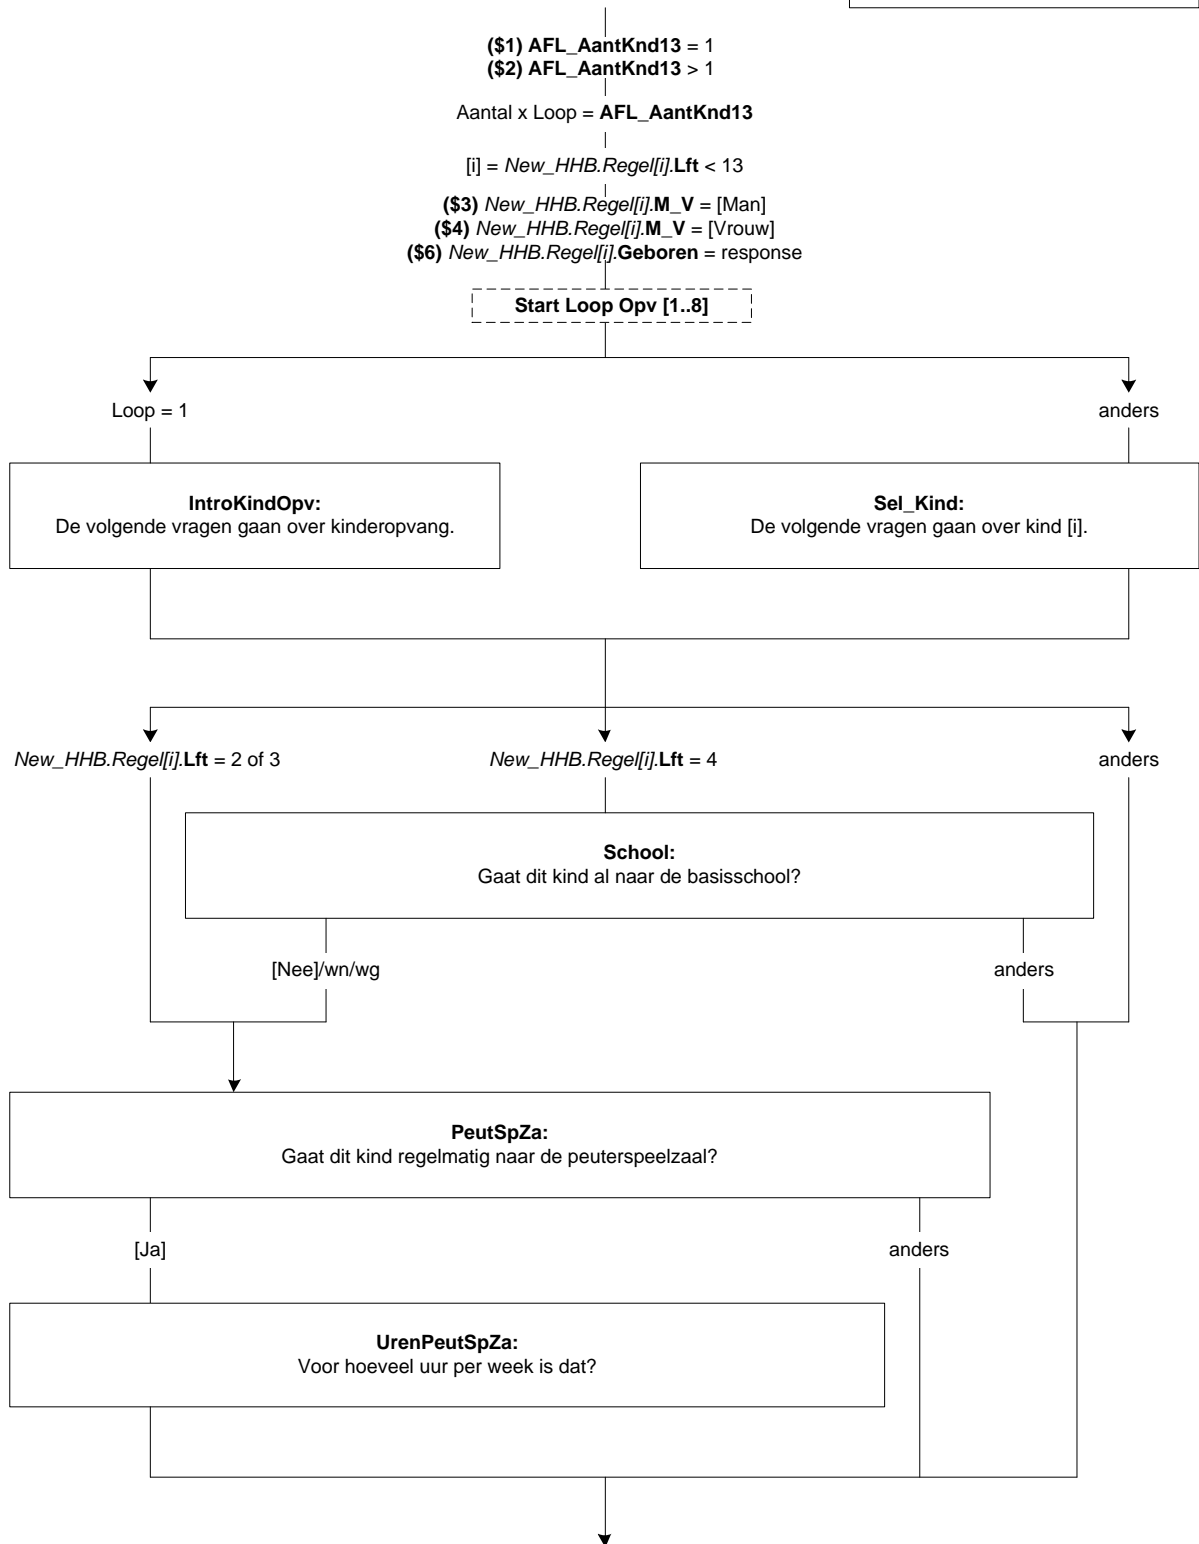 ($1) AFL_AantKnd13 = 1
($2) AFL_AantKnd13 > 1
Aantal x Loop = AFL_AantKnd13
[i] = New_HHB.Regel[i].Lft < 13
($3) New_HHB.Regel[i].M_V = [Man]
($4) New_HHB.Regel[i].M_V = [Vrouw]
($6) New_HHB.Regel[i].Geboren = response
Start Loop Opv [1..8]
Loop = 1
anders
IntroKindOpv:
De volgende vragen gaan over kinderopvang.
Sel_Kind:
De volgende vragen gaan over kind [i].
New_HHB.Regel[i].Lft = 2 of 3
New_HHB.Regel[i].Lft = 4
anders
School:
Gaat dit kind al naar de basisschool?
[Nee]/wn/wg
anders
PeutSpZa:
Gaat dit kind regelmatig naar de peuterspeelzaal?
[Ja]
anders
UrenPeutSpZa:
Voor hoeveel uur per week is dat?